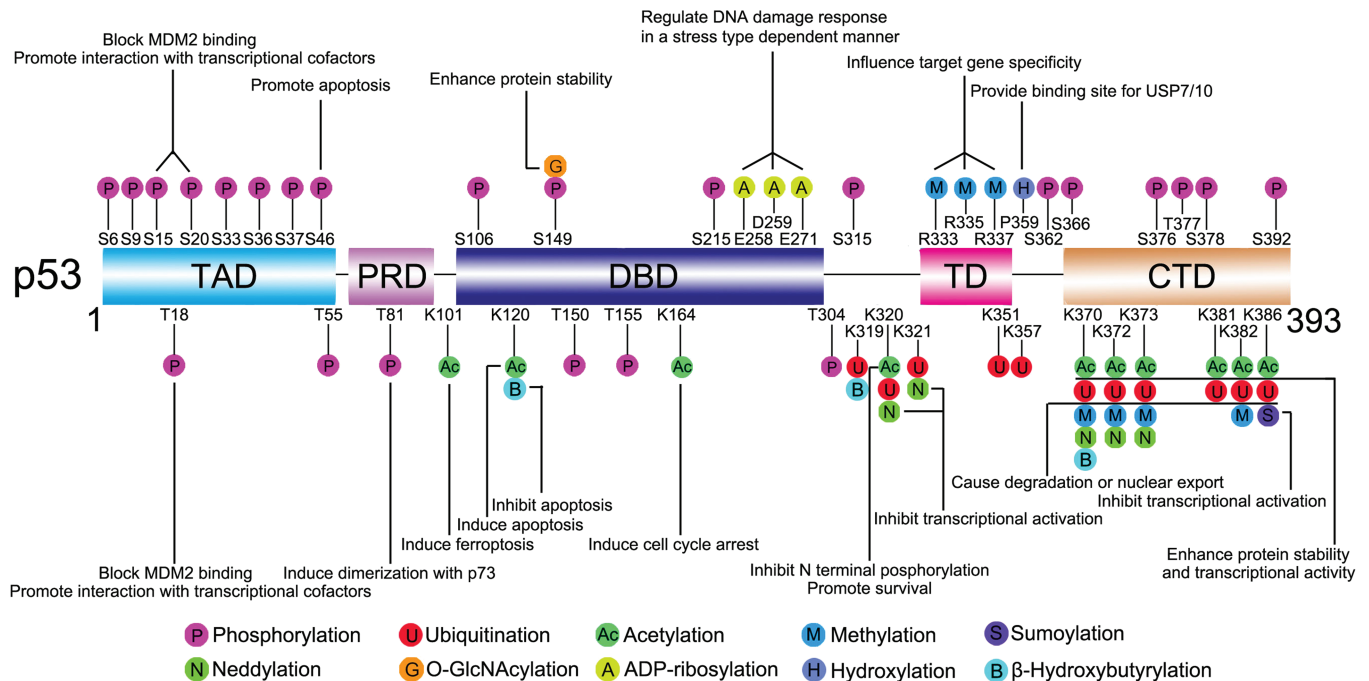 Regulate DNA damage response
in a stress type dependent manner
Block MDM2 binding
Promote interaction with transcriptional cofactors
Promote apoptosis
Enhance protein stability
Influence target gene specificity
Provide binding site for USP7/10
G
P P P P P P P P P P P A A A P M M M H P P P P P P
D259 R335 P359 S366 T377
S6 S9 S15 S20 S33 S36 S37 S46 S106 S149 S215 E258 E271 S315 R333 R337 S362 S376 S378 S392
p53 TAD PRD DBD TD CTD
1 393
T18 T55 T81 K101 K120 T150 T155 K164 T304 K320 K351 K370 K373 K381 K386
K319 K321 K357 K372 K382
P P P Ac Ac P P Ac P U Ac U U U Ac Ac Ac Ac Ac Ac
B B U N U U U U U U
N M M M M S
N N N
B
Cause degradation or nuclear export
Inhibit transcriptional activation
Inhibit apoptosis
Inhibit transcriptional activation
Induce apoptosis
Induce ferroptosis
Induce cell cycle arrest
Enhance protein stability
and transcriptional activity
Block MDM2 binding
Promote interaction with transcriptional cofactors
Induce dimerization with p73
Inhibit N terminal posphorylation
Promote survival
P Phosphorylation U Ubiquitination Ac Acetylation M Methylation S Sumoylation
N Neddylation G O-GlcNAcylation A ADP-ribosylation H Hydroxylation B β-Hydroxybutyrylation